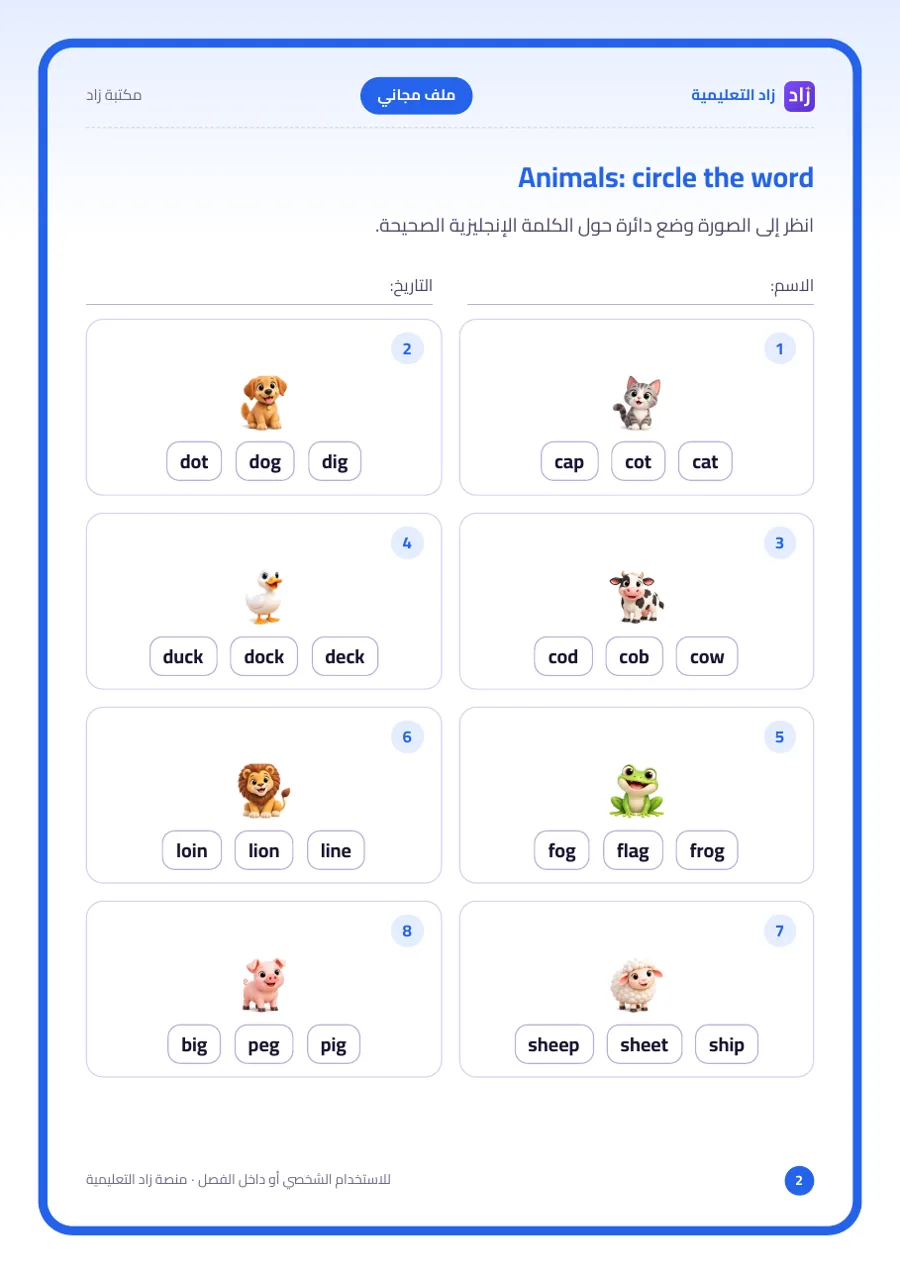 زاد زاد التعليمية
ملف مجاني
مكتبة زاد
Animals: circle the word
انظر إلى الصورة وضع دائرة حول الكلمة الإنجليزية الصحيحة.
الاسم:
التاريخ:
1
cap cot cat
2
dot dog dig
3
cod cob cow
4
duck dock deck
5
fog flag frog
6
loin lion line
7
sheep sheet ship
8
big peg pig
للاستخدام الشخصي أو داخل الفصل · منصة زاد التعليمية
2